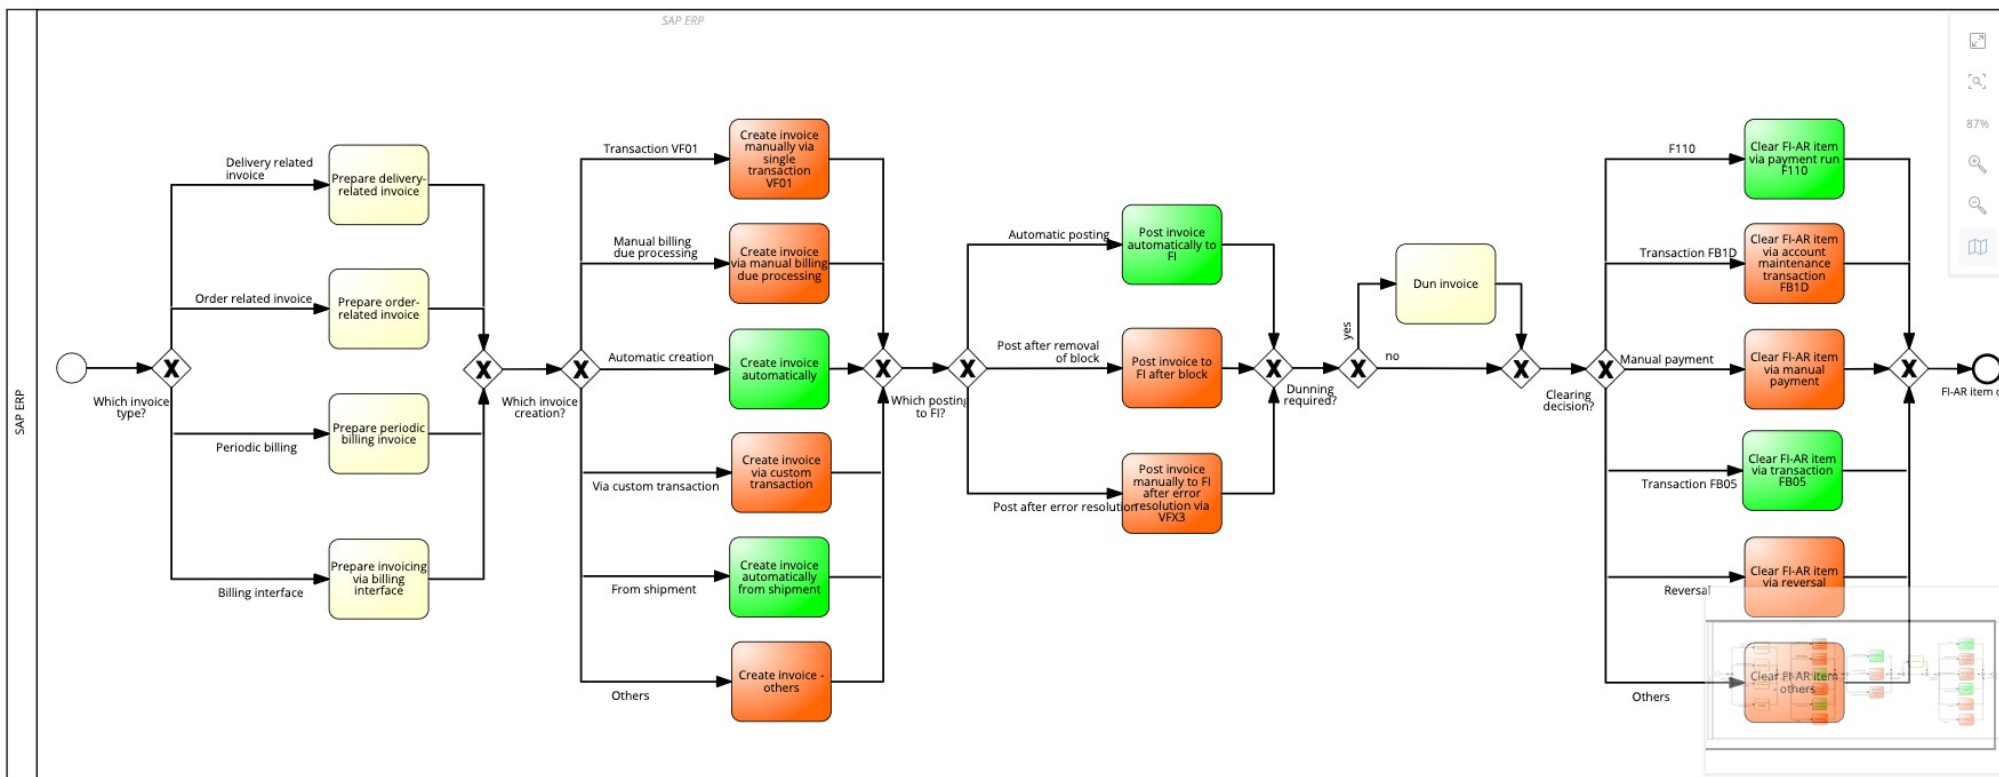 SAP ERP
SAP ERP
Which invoice
type?
Delivery related
invoice
Prepare delivery-
related invoice
Order related invoice
Prepare order-
related invoice
Periodic billing
Prepare periodic
billing invoice
Billing interface
Prepare invoicing
via billing
interface
Which invoice
creation?
Transaction VF01
Create invoice
manually via
single
transaction
VF01
Manual billing
due processing
Create invoice
via manual billing
due processing
Automatic creation
Create invoice
automatically
Via custom transaction
Create invoice
via custom
transaction
From shipment
Create invoice
automatically
from shipment
Others
Create invoice -
others
Which posting
to FI?
Automatic posting
Post invoice
automatically to
FI
Post after removal
of block
Post invoice to
FI after block
Post after error resolution
Post invoice
manually to FI
after error
resolution via
VFX3
Dunning
required?
yes
Dun invoice
no
Clearing
decision?
F110
Clear FI-AR item
via payment run
F110
Transaction FB1D
Clear FI-AR item
via account
maintenance
transaction
FB1D
Manual payment
Clear FI-AR item
via manual
payment
Transaction FB05
Clear FI-AR item
via transaction
FB05
Reversal
Clear FI-AR item
via reversal
Others
Clear FI-AR item
- others
FI-AR item
87%